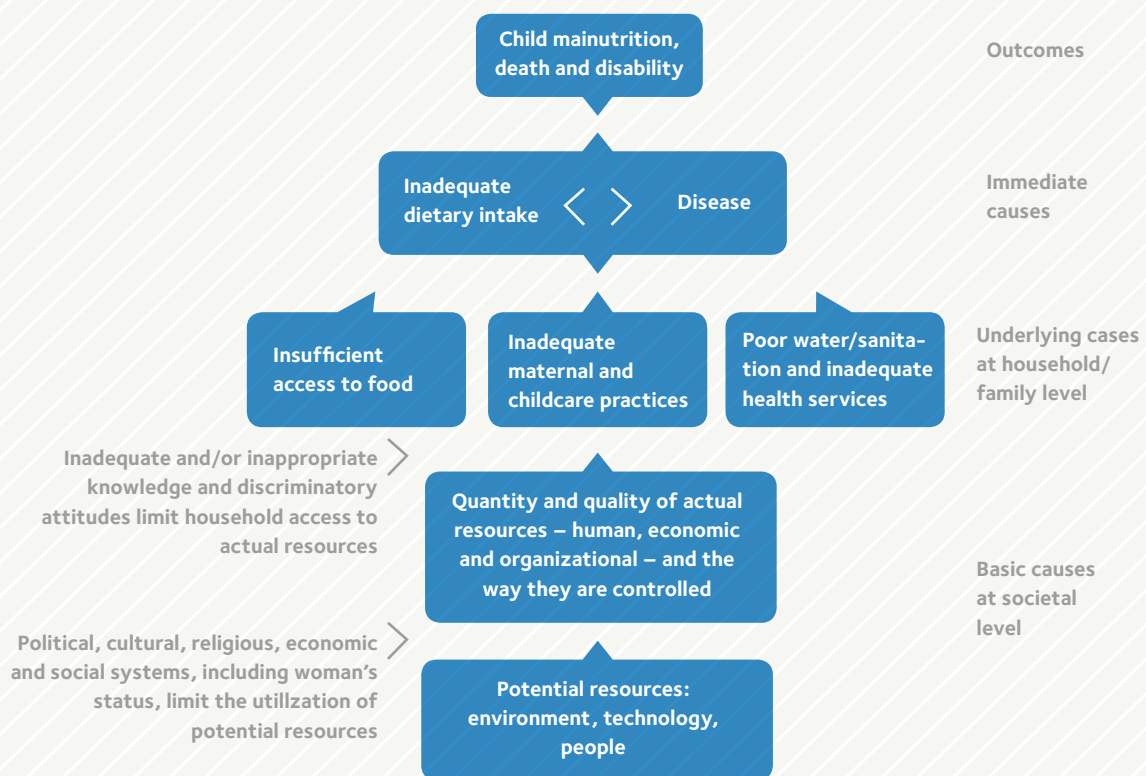 Child mainutrition,
death and disability
Outcomes
Inadequate
dietary intake
Disease
Immediate
causes
Insufficient
access to food
Inadequate
maternal and
childcare practices
Poor water/sanita-
tion and inadequate
health services
Underlying cases
at household/
family level
Inadequate and/or inappropriate
knowledge and discriminatory
attitudes limit household access to
actual resources
Quantity and quality of actual
resources – human, economic
and organizational – and the
way they are controlled
Basic causes
at societal
level
Political, cultural, religious, economic
and social systems, including woman's
status, limit the utillzation of
potential resources
Potential resources:
environment, technology,
people